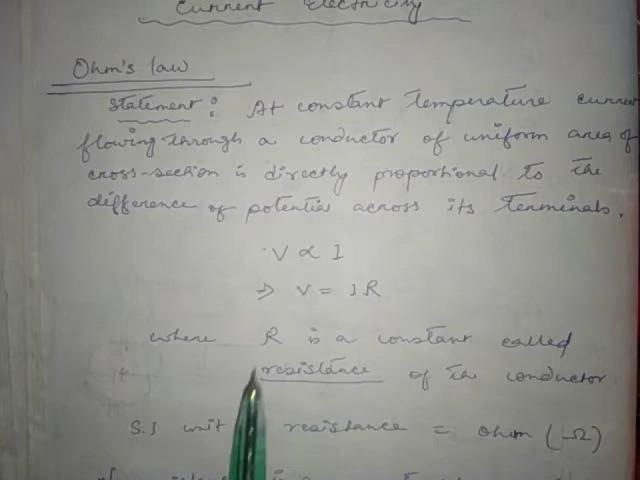 Current Electricity
Ohm's law
Statement: At constant temperature current
flowing through a conductor of uniform area of
cross-section is directly proportional to the
difference of potential across its terminals.
V ∝ I
⇒ V = IR
where R is a constant called
resistance of the conductor
S.I unit resistance = ohm (Ω)